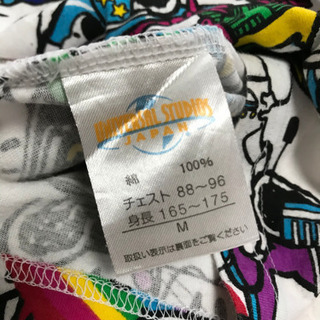 UNIVERSAL STUDIOS
JAPAN
綿 100%
チェスト 88~96
身長 165~175
M
取扱い表示は裏面をご覧ください